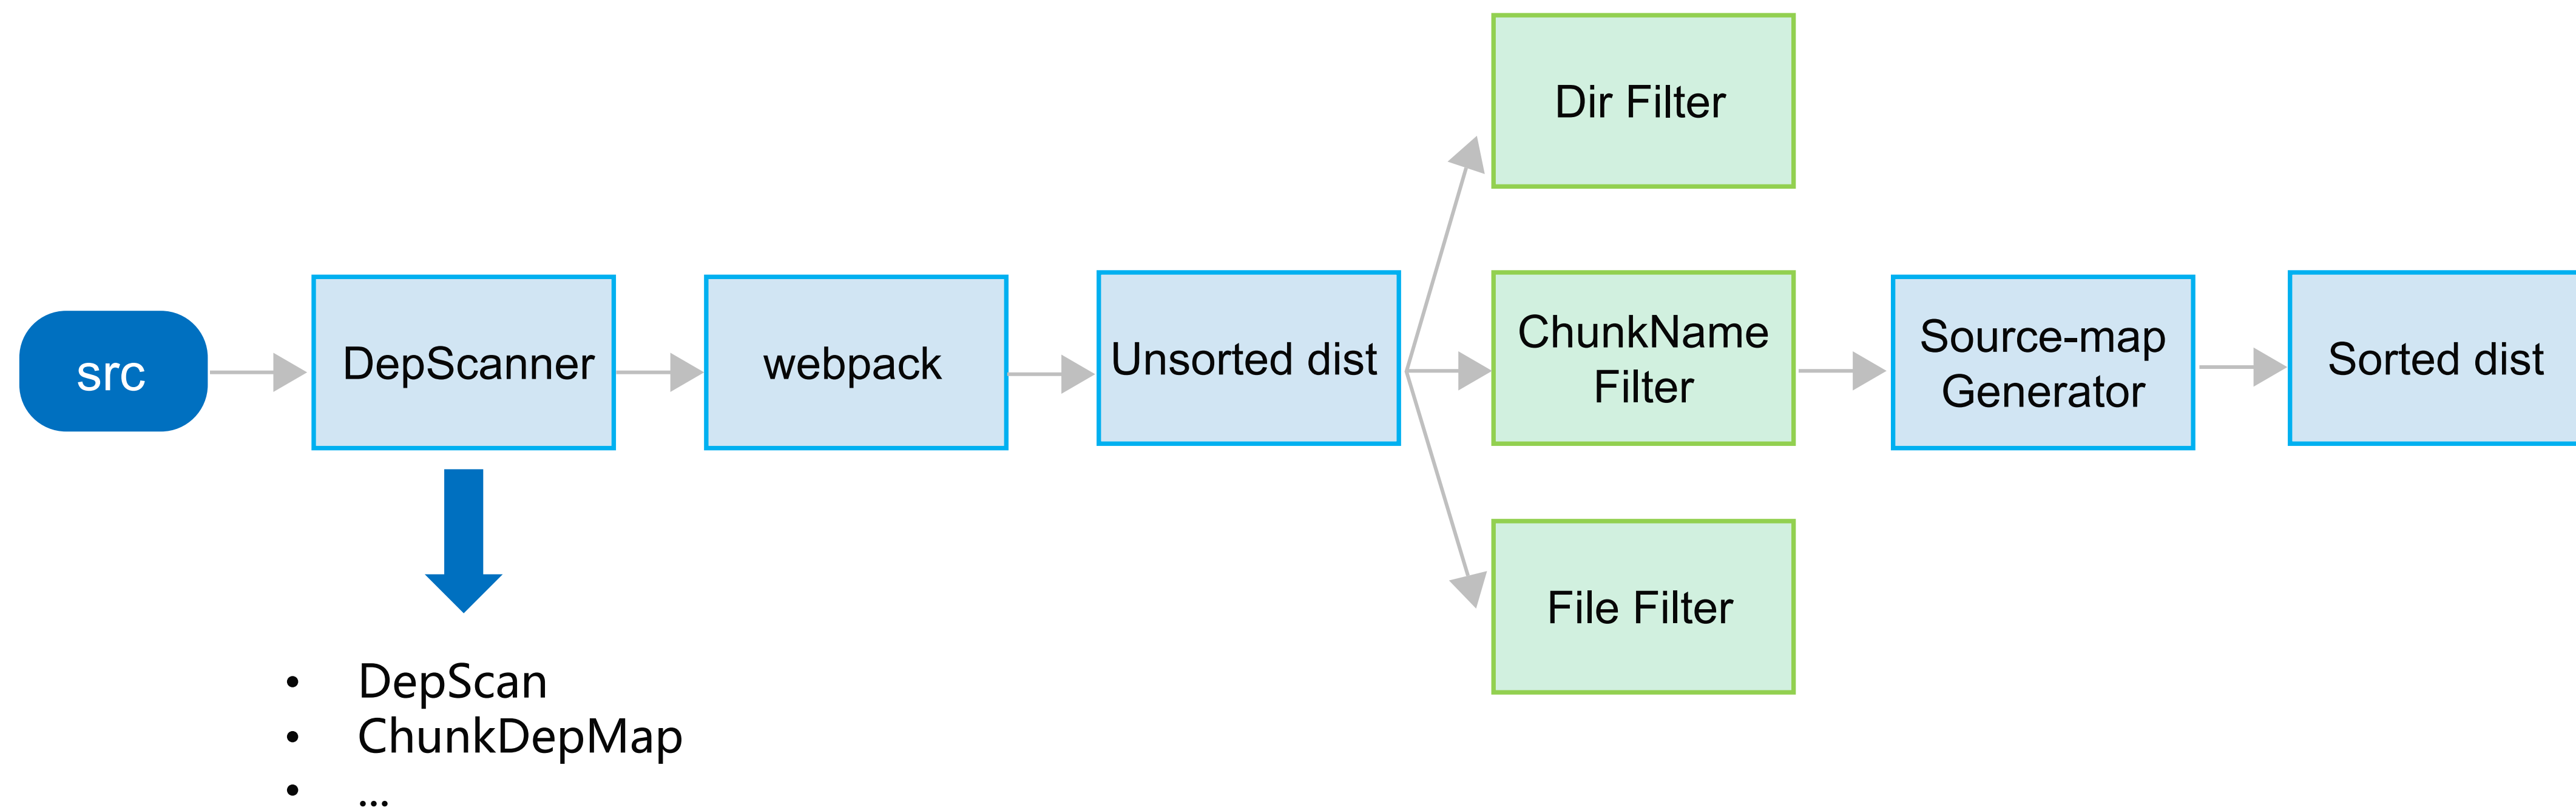 src
DepScanner
webpack
Unsorted dist
Dir Filter
ChunkName
Filter
File Filter
Source-map
Generator
Sorted dist
• DepScan
• ChunkDepMap
• ...